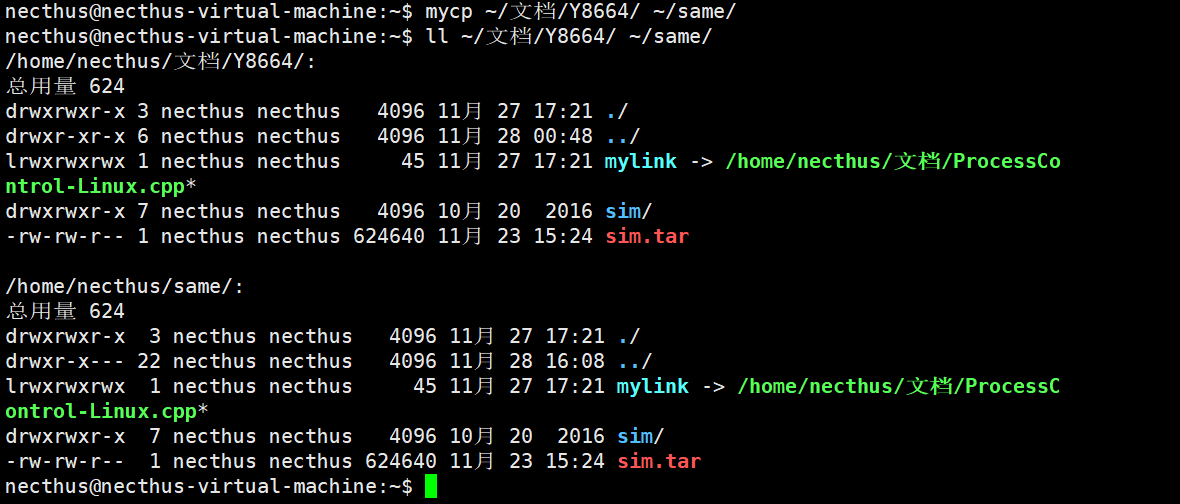 necthus@necthus-virtual-machine:~$ mycp ~/文档/Y8664/ ~/same/
necthus@necthus-virtual-machine:~$ ll ~/文档/Y8664/ ~/same/
/home/necthus/文档/Y8664/:
总用量 624
drwxrwxr-x 3 necthus necthus   4096 11月 27 17:21 ./
drwxr-xr-x 6 necthus necthus   4096 11月 28 00:48 ../
lrwxrwxrwx 1 necthus necthus     45 11月 27 17:21 mylink -> /home/necthus/文档/ProcessCo
ntrol-Linux.cpp*
drwxrwxr-x 7 necthus necthus   4096 10月 20  2016 sim/
-rw-rw-r-- 1 necthus necthus 624640 11月 23 15:24 sim.tar

/home/necthus/same/:
总用量 624
drwxrwxr-x  3 necthus necthus   4096 11月 27 17:21 ./
drwxr-x--- 22 necthus necthus   4096 11月 28 16:08 ../
lrwxrwxrwx  1 necthus necthus     45 11月 27 17:21 mylink -> /home/necthus/文档/ProcessC
ontrol-Linux.cpp*
drwxrwxr-x  7 necthus necthus   4096 10月 20  2016 sim/
-rw-rw-r--  1 necthus necthus 624640 11月 23 15:24 sim.tar
necthus@necthus-virtual-machine:~$